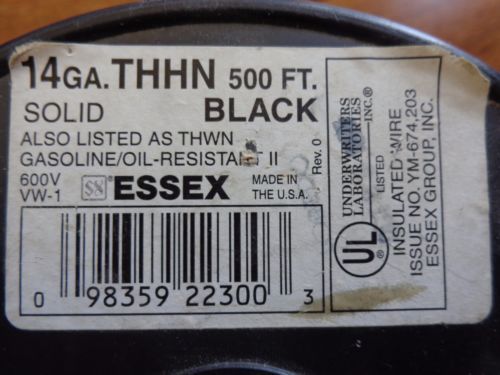 14GA. THHN 500 FT.
SOLID BLACK
ALSO LISTED AS THWN
GASOLINE/OIL-RESISTANT II
600V
VW-1
ESSEX
MADE IN
THE U.S.A.
Rev. 0
0 98359 22300 3
UL
®
UNDERWRITERS
LABORATORIES INC.®
LISTED
INSULATED WIRE
ISSUE NO. YM-674,203
ESSEX GROUP, INC.